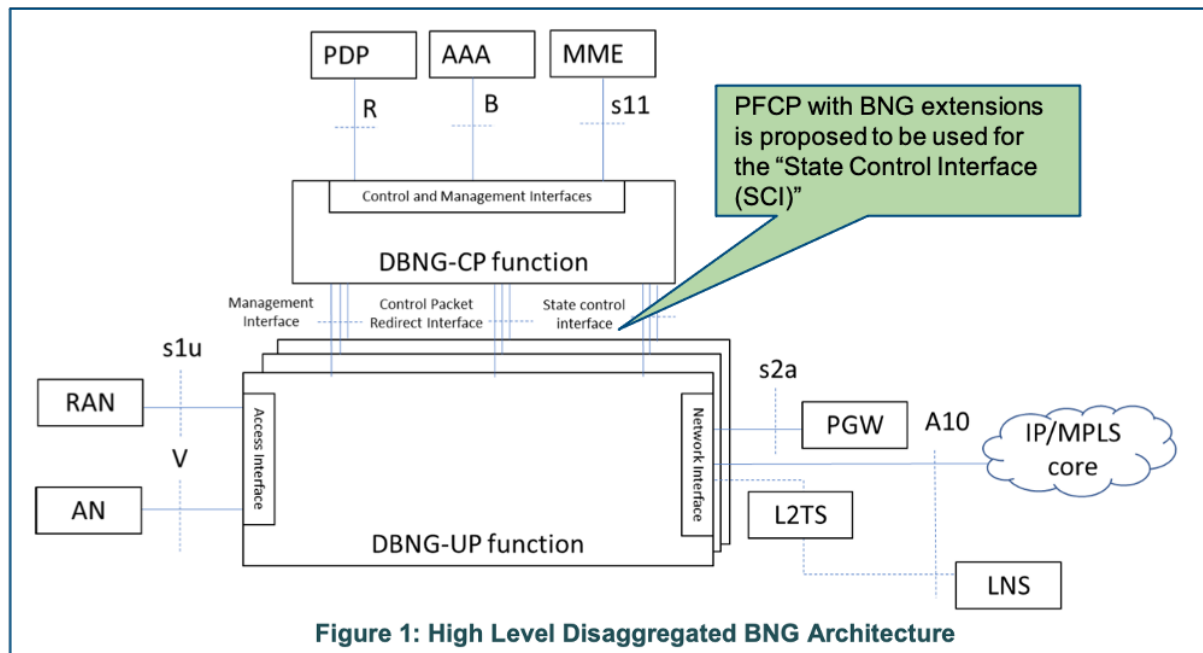 PDP
AAA
MME
R
B
s11
PFCP with BNG extensions
is proposed to be used for
the “State Control Interface
(SCI)”
Control and Management Interfaces
DBNG-CP function
Management
Interface
Control Packet
Redirect Interface
State control
interface
s1u
RAN
V
AN
Access Interface
DBNG-UP function
Network Interface
s2a
PGW
A10
IP/MPLS
core
L2TS
LNS
Figure 1: High Level Disaggregated BNG Architecture